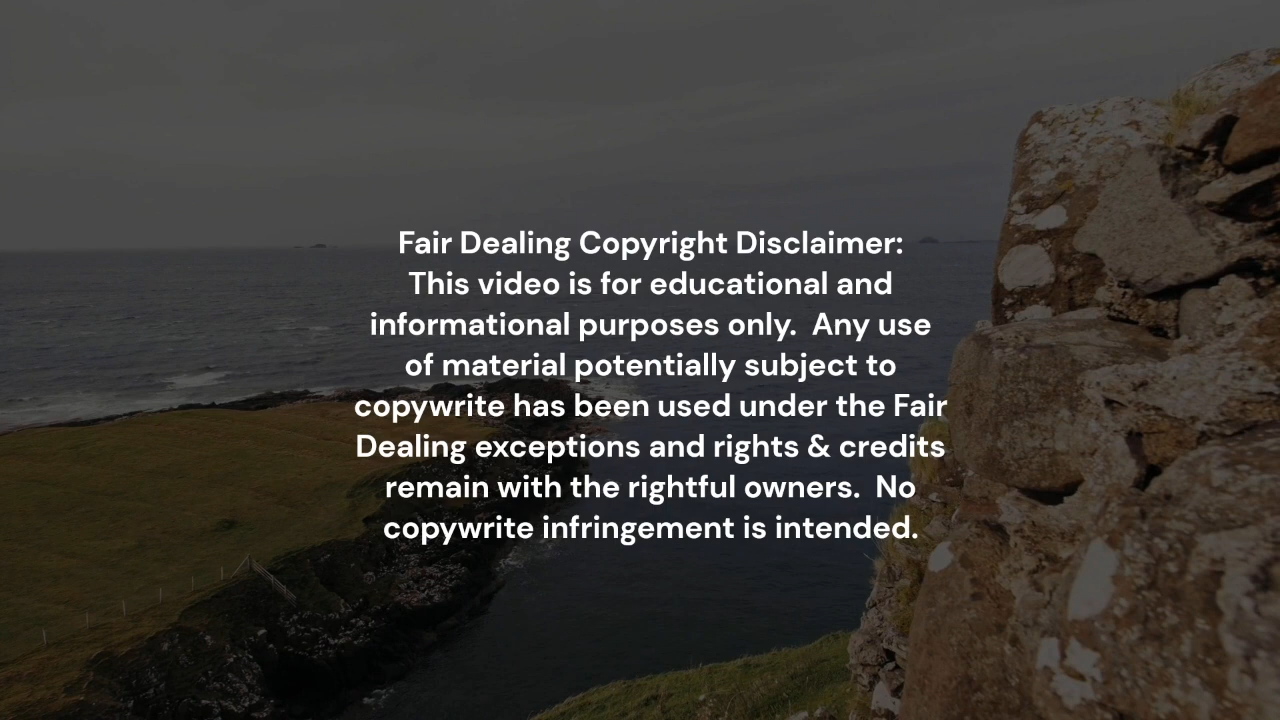 Fair Dealing Copyright Disclaimer:
This video is for educational and
informational purposes only.  Any use
of material potentially subject to
copywrite has been used under the Fair
Dealing exceptions and rights & credits
remain with the rightful owners.  No
copywrite infringement is intended.